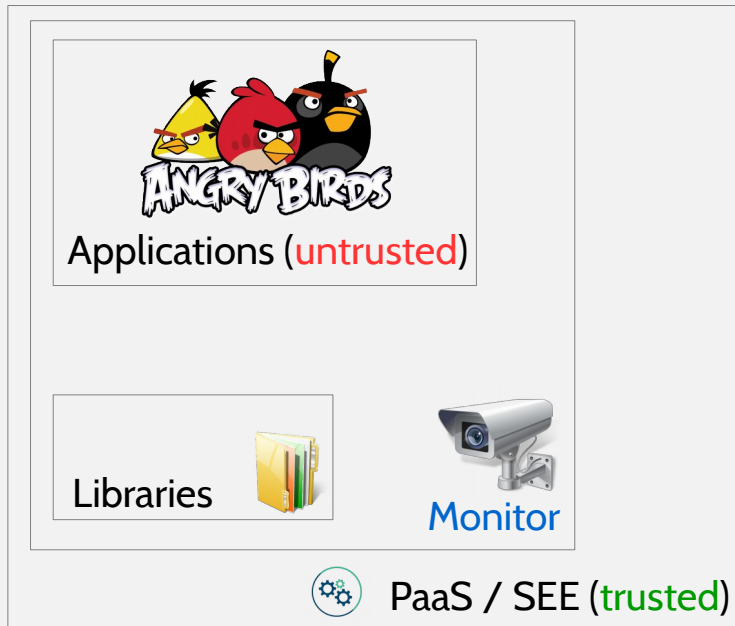 ANGRY BIRDS
Applications (untrusted)
Libraries
Monitor
PaaS / SEE (trusted)